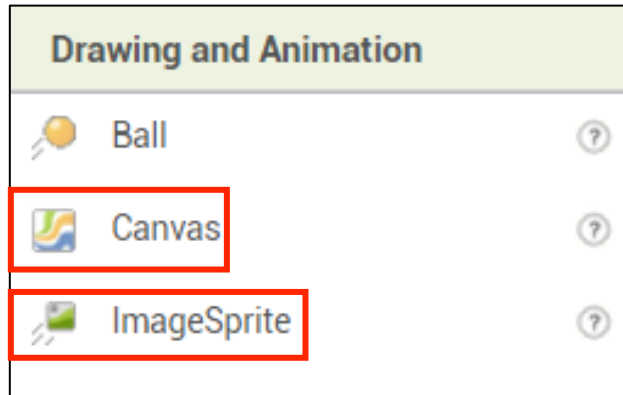 Drawing and Animation
Ball ?
Canvas ?
ImageSprite ?